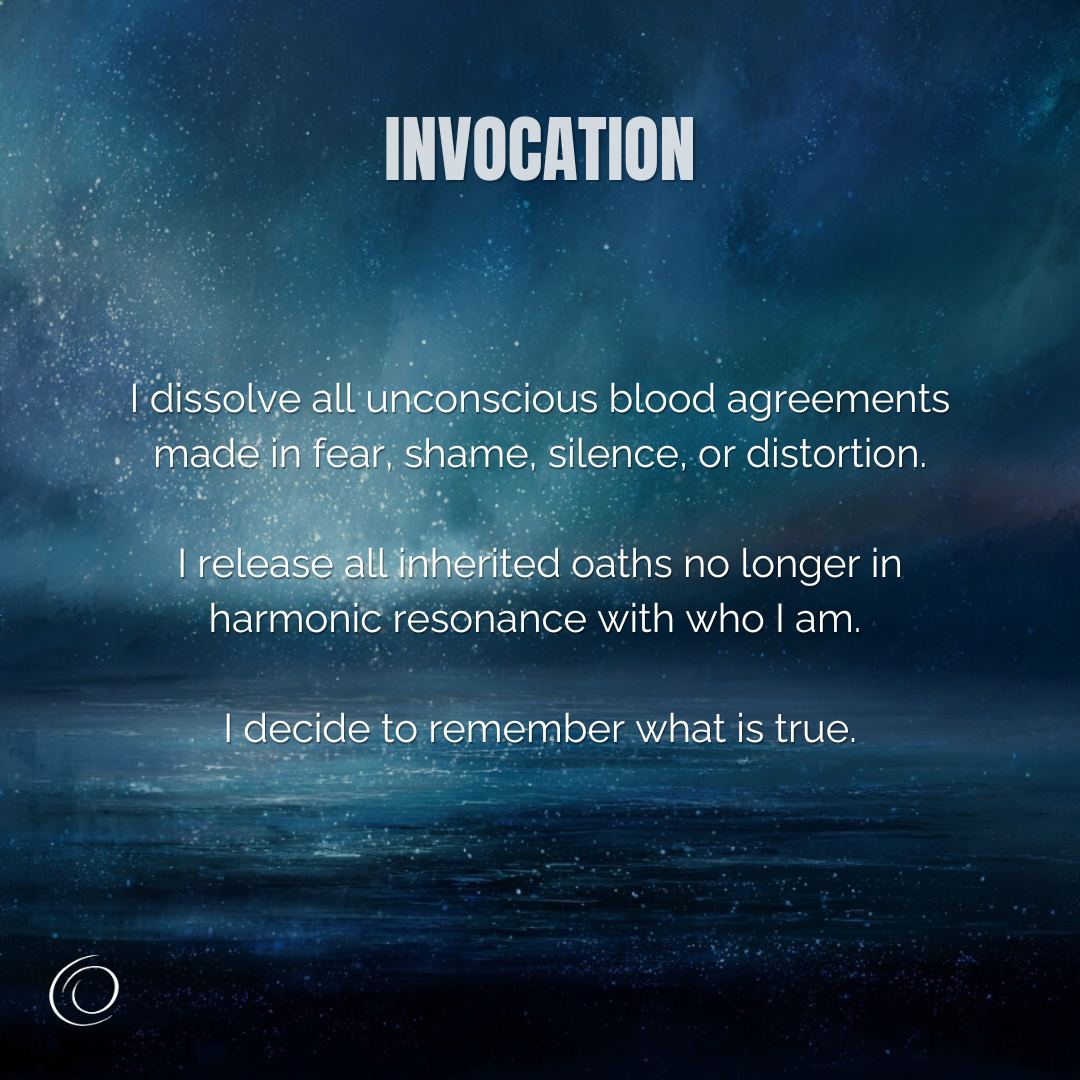 INVOCATION
I dissolve all unconscious blood agreements
made in fear, shame, silence, or distortion.
I release all inherited oaths no longer in
harmonic resonance with who I am.
I decide to remember what is true.